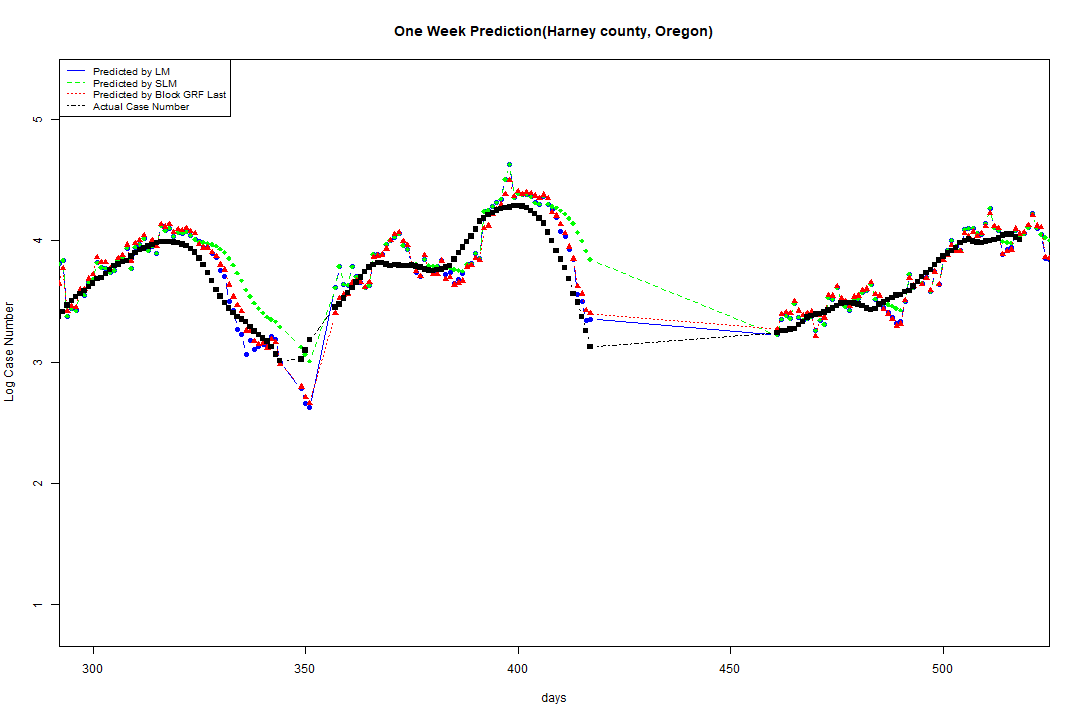 One Week Prediction(Harney county, Oregon)
Predicted by LM
Predicted by SLM
Predicted by Block GRF Last
Actual Case Number
5
4
3
2
1
Log Case Number
300 350 400 450 500
days